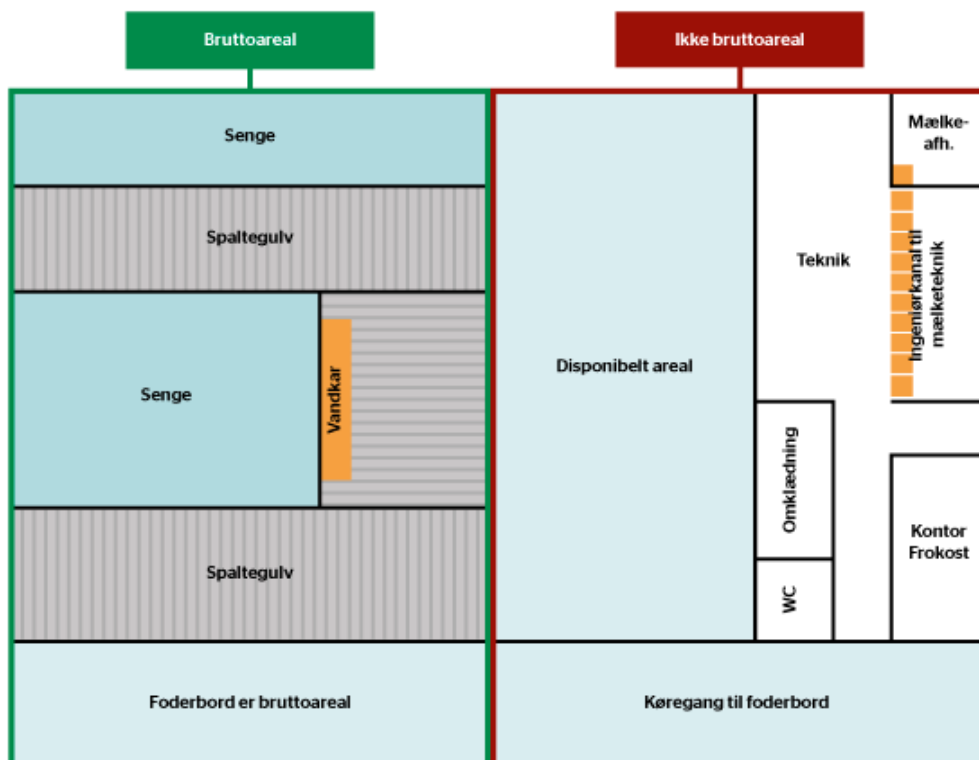 Bruttoareal
Ikke bruttoareal
Senge
Spaltegulv
Senge
Vandkar
Spaltegulv
Foderbord er bruttoareal
Disponibelt areal
Teknik
Mælke-
afh.
Ingeniørkanal til
mælketeknik
Omklædning
WC
Kontor
Frokost
Køregang til foderbord